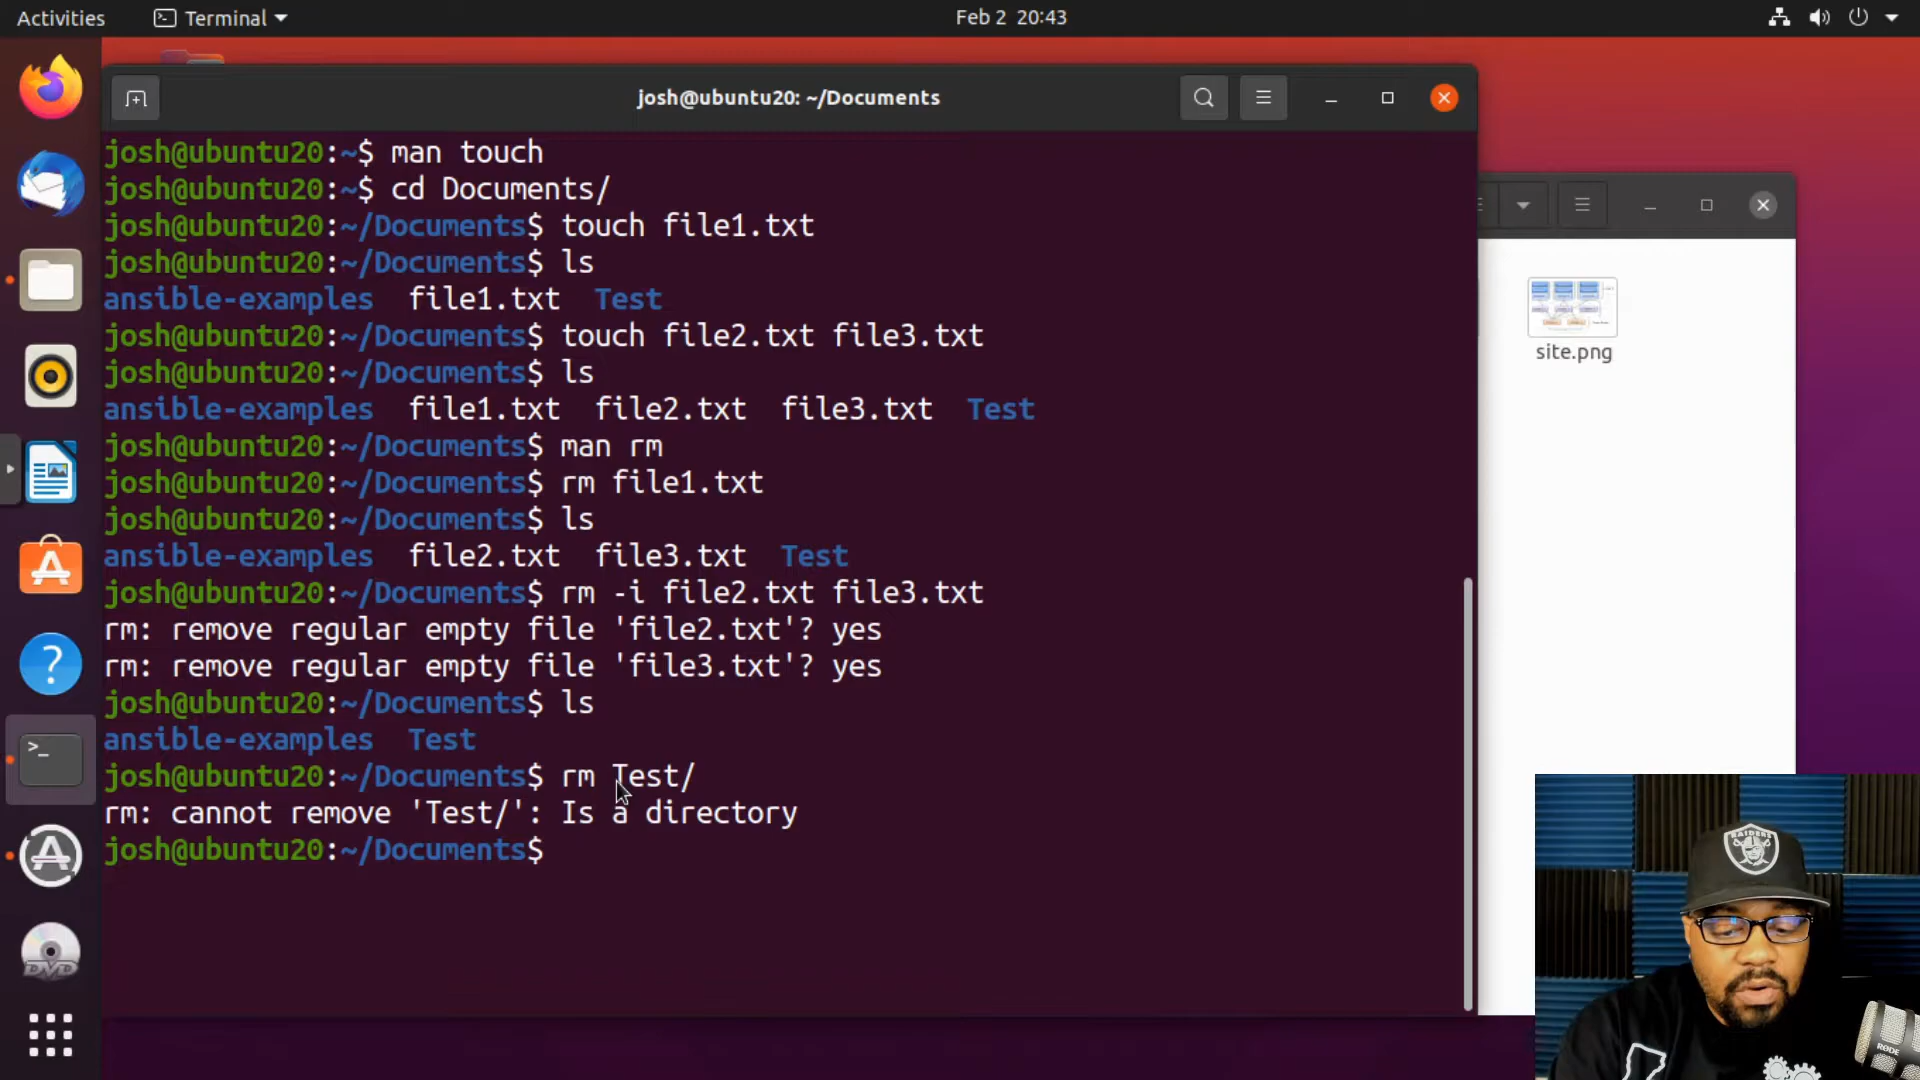 Activities
Terminal
Feb 2 20:43
josh@ubuntu20: ~/Documents
josh@ubuntu20:~$ man touch
josh@ubuntu20:~$ cd Documents/
josh@ubuntu20:~/Documents$ touch file1.txt
josh@ubuntu20:~/Documents$ ls
ansible-examples file1.txt Test
josh@ubuntu20:~/Documents$ touch file2.txt file3.txt
josh@ubuntu20:~/Documents$ ls
ansible-examples file1.txt file2.txt file3.txt Test
josh@ubuntu20:~/Documents$ man rm
josh@ubuntu20:~/Documents$ rm file1.txt
josh@ubuntu20:~/Documents$ ls
ansible-examples file2.txt file3.txt Test
josh@ubuntu20:~/Documents$ rm -i file2.txt file3.txt
rm: remove regular empty file 'file2.txt'? yes
rm: remove regular empty file 'file3.txt'? yes
josh@ubuntu20:~/Documents$ ls
ansible-examples Test
josh@ubuntu20:~/Documents$ rm Test/
rm: cannot remove 'Test/': Is a directory
josh@ubuntu20:~/Documents$
site.png
>_
?
DVD
RAIDERS
RODE